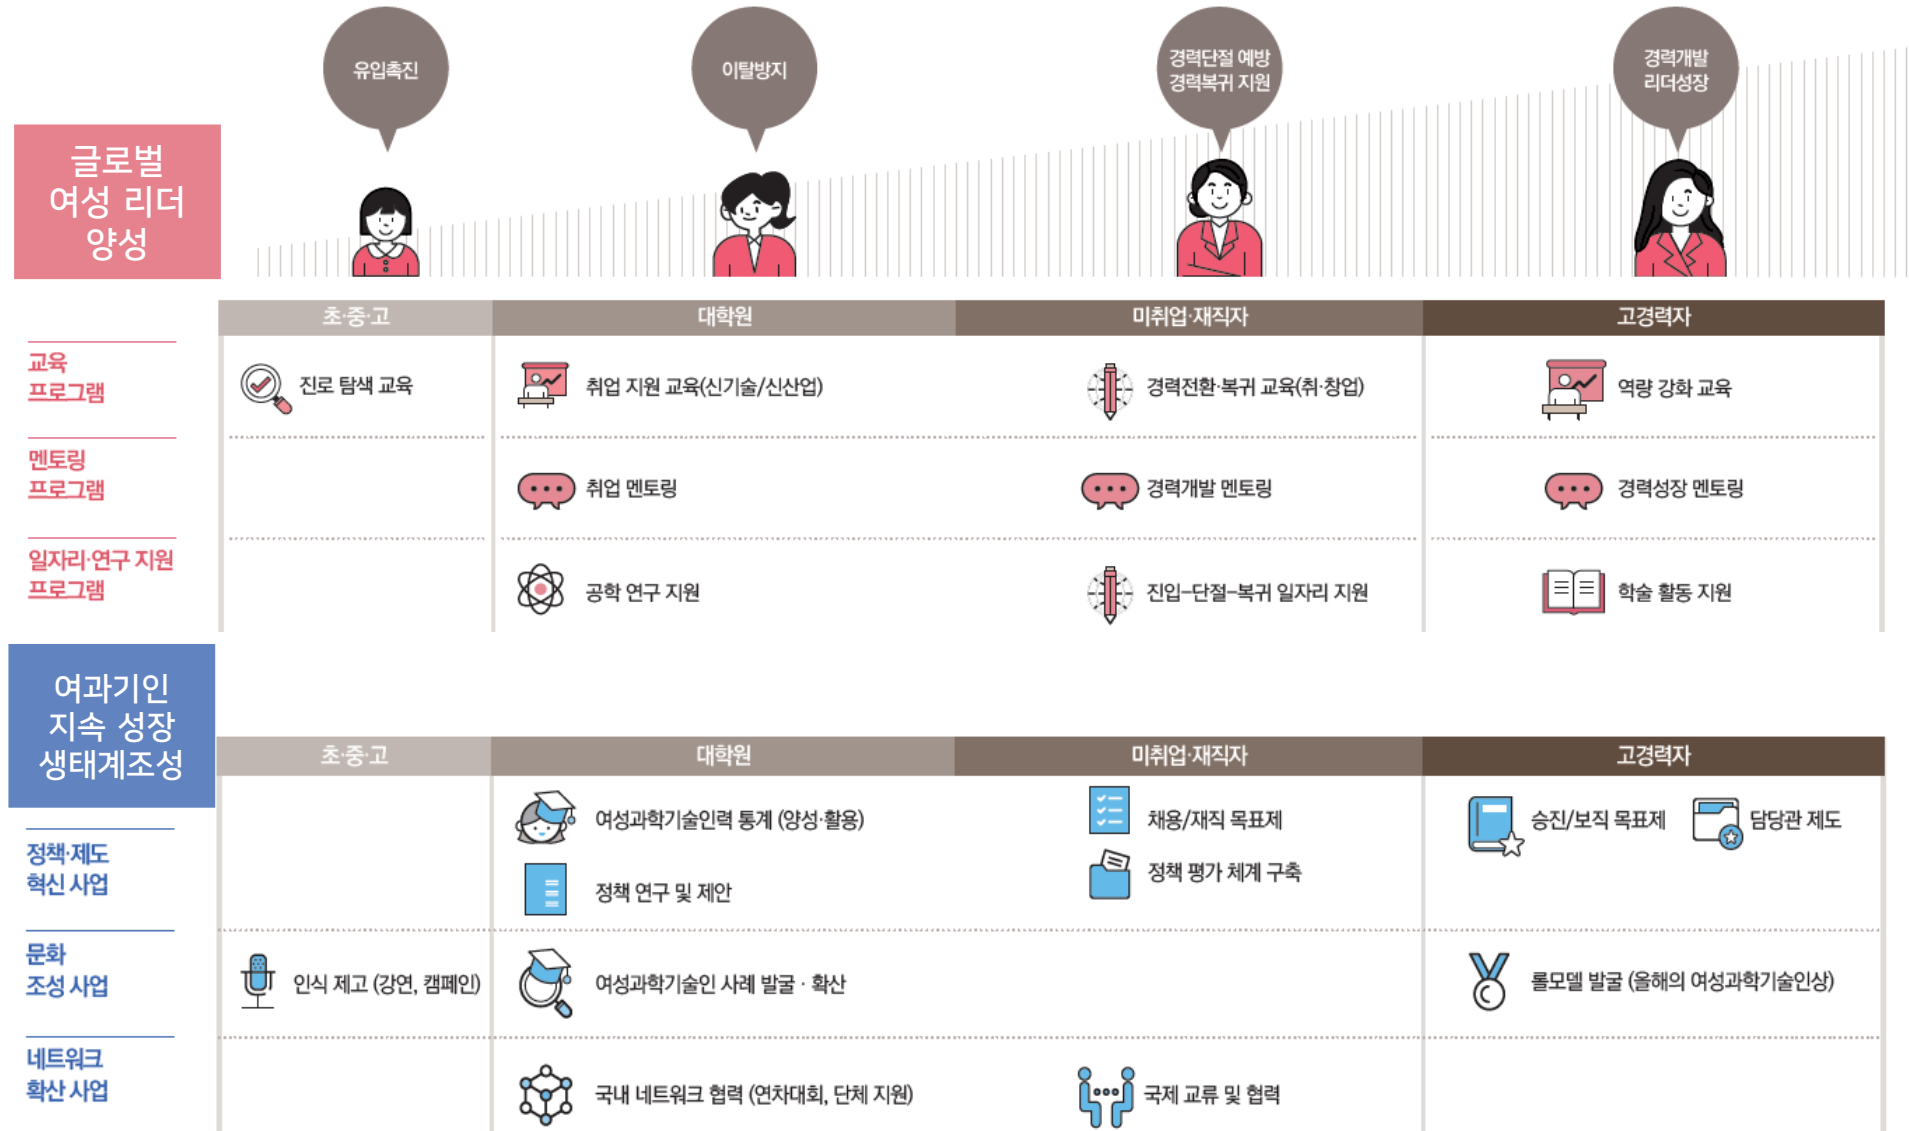 유입촉진
이탈방지
경력단절 예방
경력복귀 지원
경력개발
리더성장
글로벌
여성 리더
양성
초·중·고
대학원
미취업·재직자
고경력자
교육
프로그램
진로 탐색 교육
취업 지원 교육(신기술/신산업)
경력전환·복귀 교육(취·창업)
역량 강화 교육
멘토링
프로그램
취업 멘토링
경력개발 멘토링
경력성장 멘토링
일자리·연구 지원
프로그램
공학 연구 지원
진입-단절-복귀 일자리 지원
학술 활동 지원
여과기인
지속 성장
생태계조성
초·중·고
대학원
미취업·재직자
고경력자
정책·제도
혁신 사업
여성과학기술인력 통계 (양성·활용)
정책 연구 및 제안
채용/재직 목표제
정책 평가 체계 구축
승진/보직 목표제
담당관 제도
문화
조성 사업
인식 제고 (강연, 캠페인)
여성과학기술인 사례 발굴 · 확산
롤모델 발굴 (올해의 여성과학기술인상)
네트워크
확산 사업
국내 네트워크 협력 (연차대회, 단체 지원)
국제 교류 및 협력